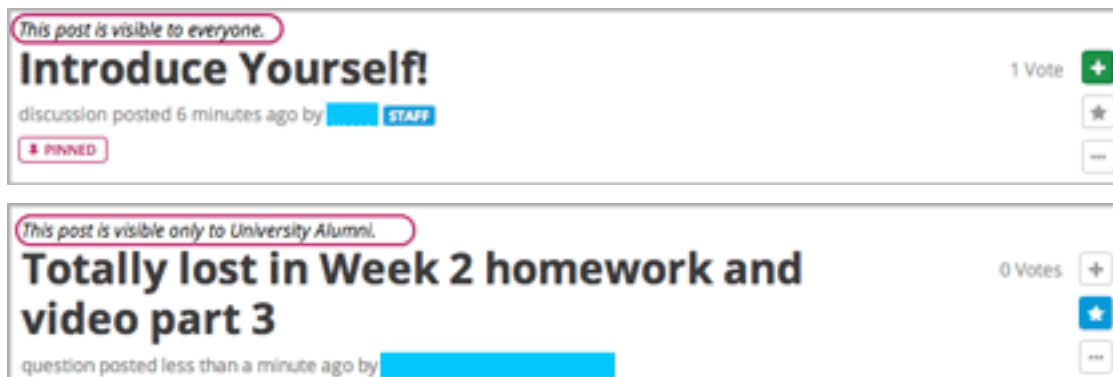 This post is visible to everyone.
Introduce Yourself!
1 Vote
discussion posted 6 minutes ago by
STAFF
PINNED
This post is visible only to University Alumni.
Totally lost in Week 2 homework and
video part 3
0 Votes
question posted less than a minute ago by